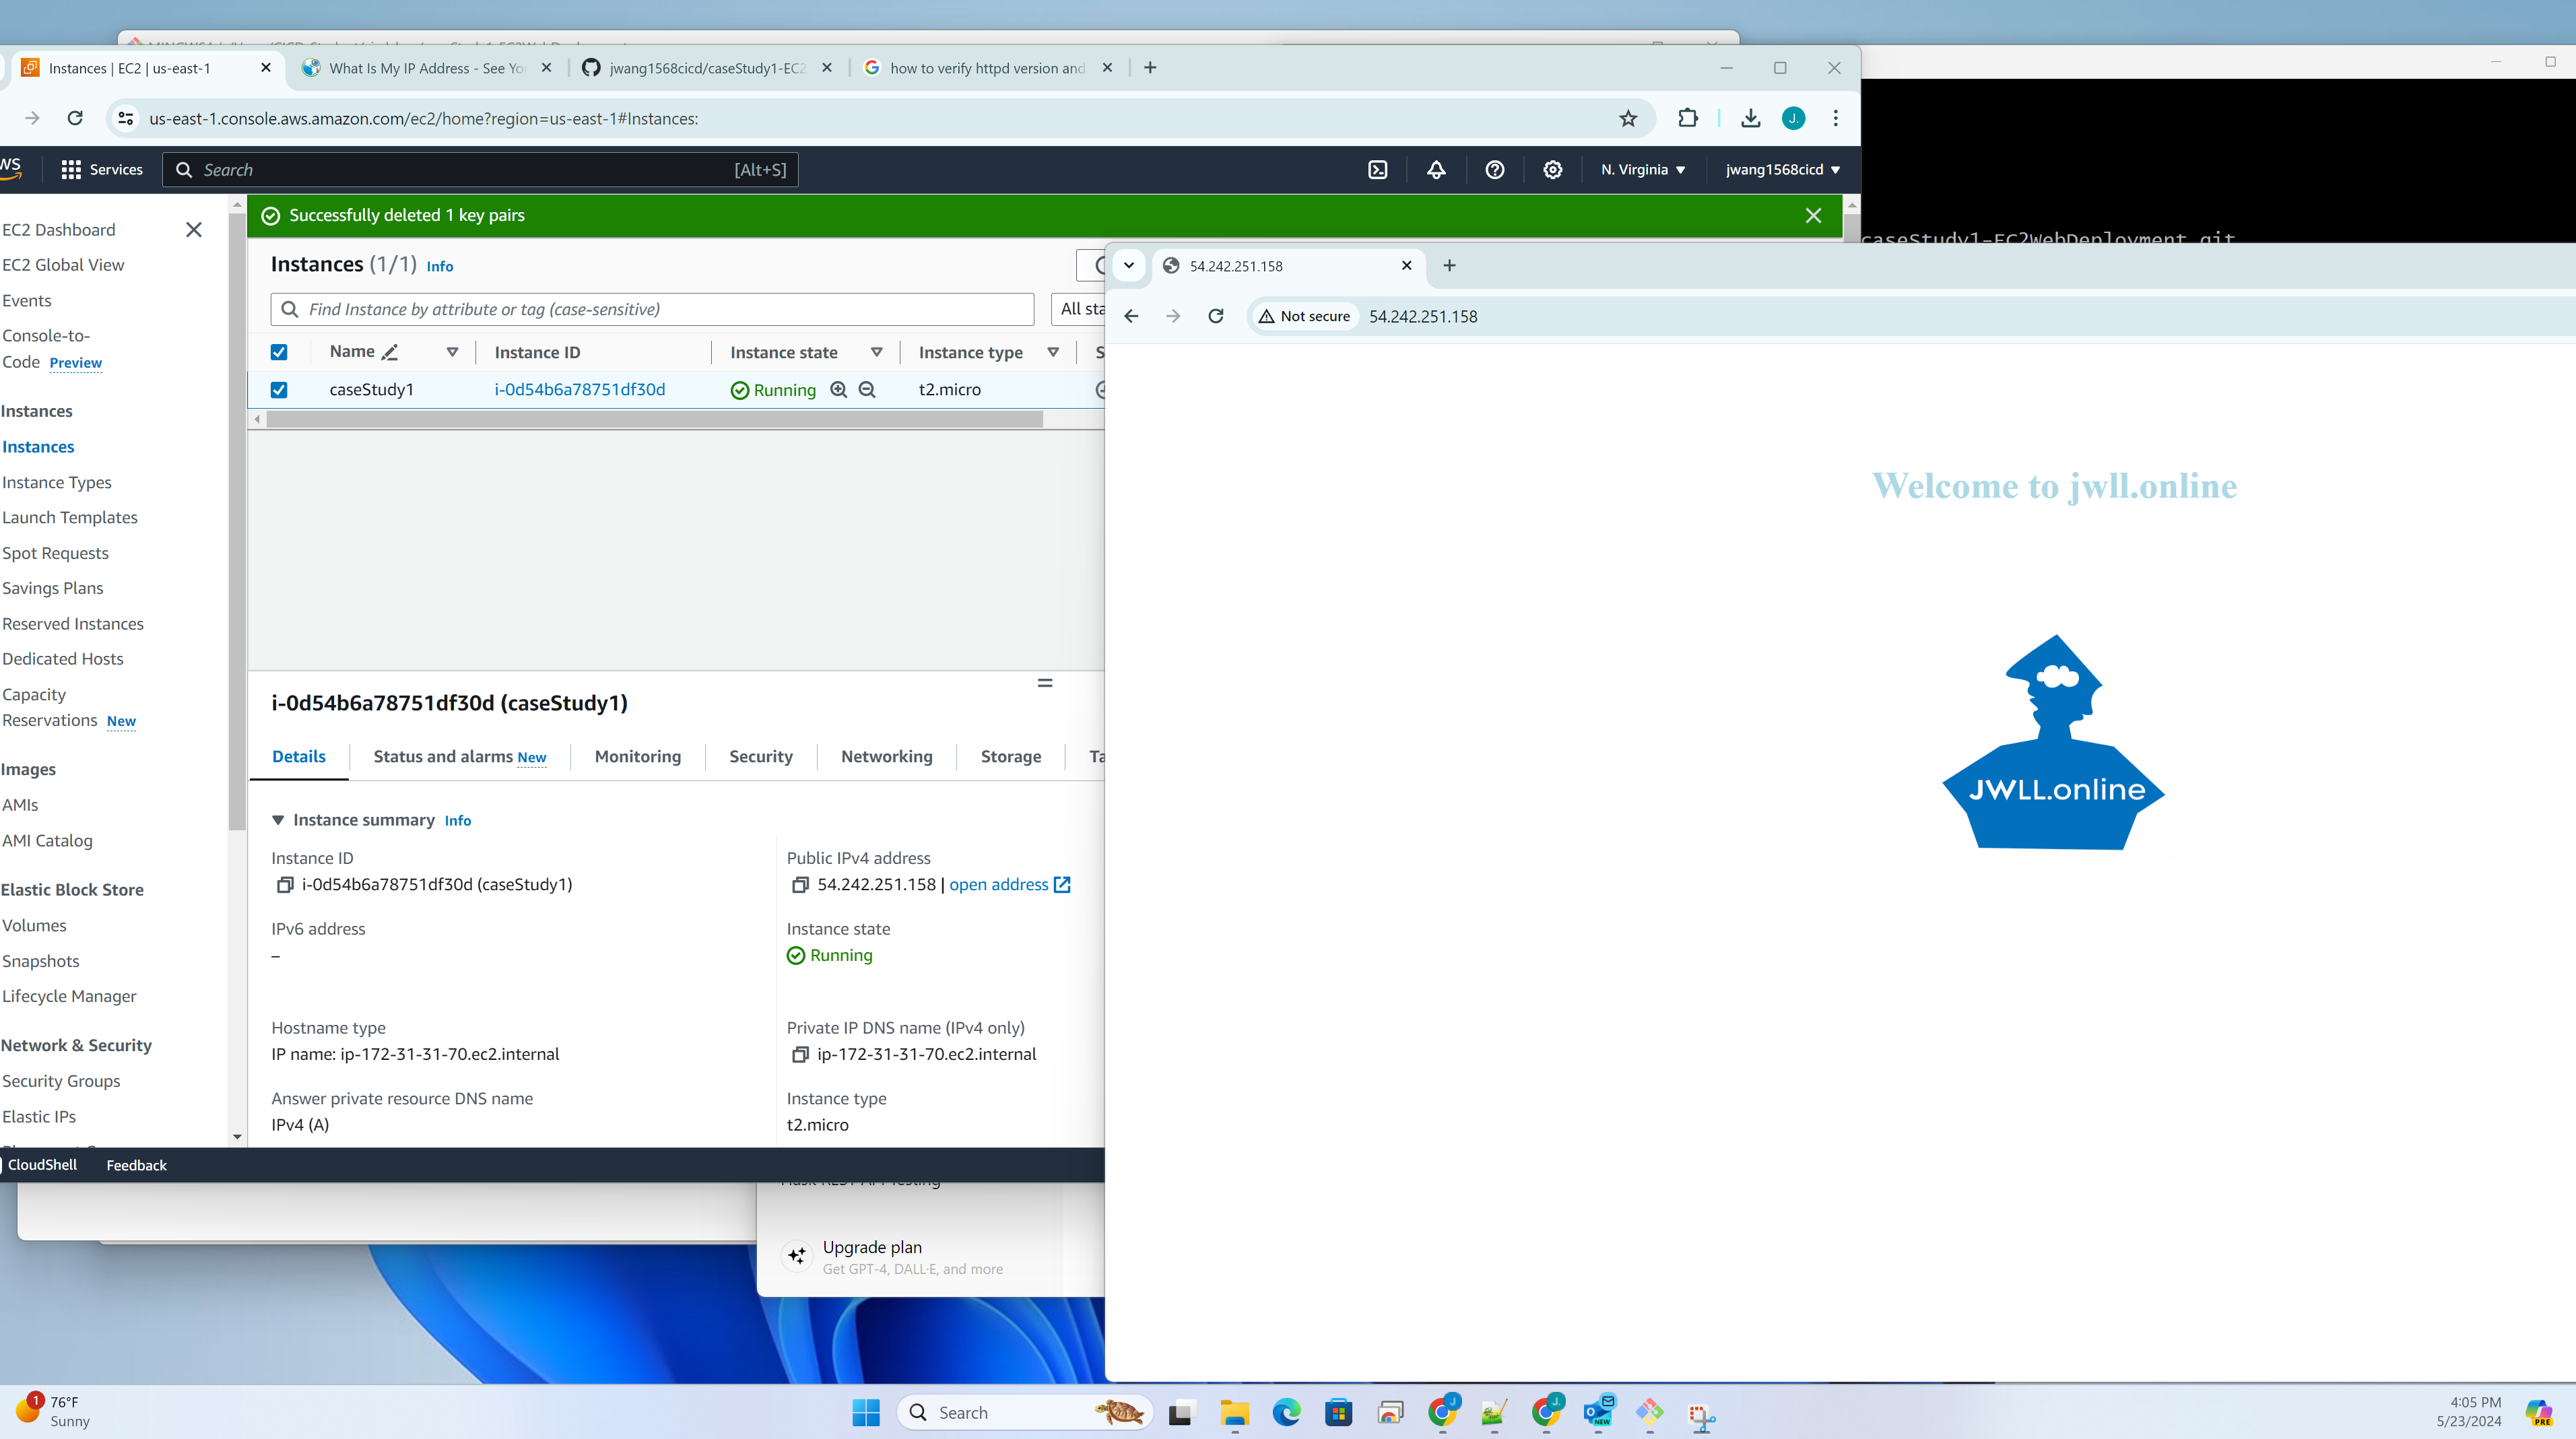 Instances | EC2 | us-east-1
What Is My IP Address - See Yo
jwang1568cicd/caseStudy1-EC2
how to verify httpd version and
us-east-1.console.aws.amazon.com/ec2/home?region=us-east-1#Instances:
Services
Search
[Alt+S]
N. Virginia
jwang1568cicd
Successfully deleted 1 key pairs
EC2 Dashboard
EC2 Global View
Events
Console-to-
Code Preview
Instances
Instances
Instance Types
Launch Templates
Spot Requests
Savings Plans
Reserved Instances
Dedicated Hosts
Capacity
Reservations New
Images
AMIs
AMI Catalog
Elastic Block Store
Volumes
Snapshots
Lifecycle Manager
Network & Security
Security Groups
Elastic IPs
CloudShell
Feedback
Instances (1/1) Info
Find Instance by attribute or tag (case-sensitive)
All sta
Name
Instance ID
Instance state
Instance type
S
caseStudy1
i-0d54b6a78751df30d
Running
t2.micro
i-0d54b6a78751df30d (caseStudy1)
Details
Status and alarms New
Monitoring
Security
Networking
Storage
Ta
Instance summary Info
Instance ID
i-0d54b6a78751df30d (caseStudy1)
Public IPv4 address
54.242.251.158 | open address
IPv6 address
–
Instance state
Running
Hostname type
IP name: ip-172-31-31-70.ec2.internal
Private IP DNS name (IPv4 only)
ip-172-31-31-70.ec2.internal
Answer private resource DNS name
IPv4 (A)
Instance type
t2.micro
caseStudy1-EC2WebDeployment.git
54.242.251.158
Not secure
54.242.251.158
Welcome to jwll.online
JWLL.online
Upgrade plan
Get GPT-4, DALL·E, and more
1
76°F
Sunny
Search
J
J.
NEW
4:05 PM
5/23/2024
PRE